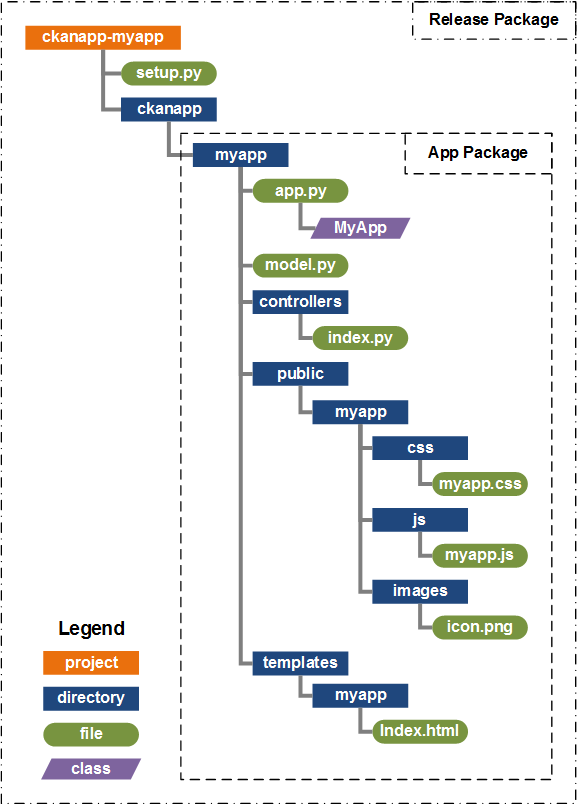 Release Package
ckanapp-myapp
setup.py
ckanapp
App Package
myapp
app.py
MyApp
model.py
controllers
index.py
public
myapp
css
myapp.css
js
myapp.js
images
icon.png
templates
myapp
Index.html
Legend
project
directory
file
class